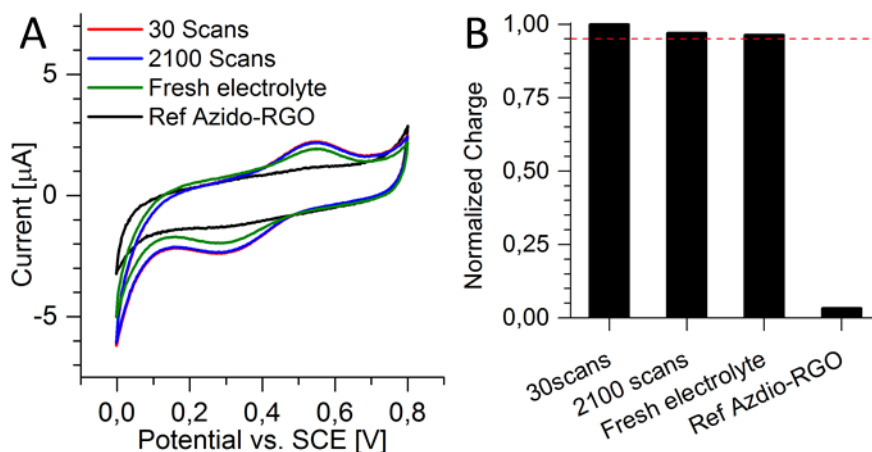 A
30 Scans
2100 Scans
Fresh electrolyte
Ref Azido-RGO
5
0
-5
Current [µA]
0,0 0,2 0,4 0,6 0,8
Potential vs. SCE [V]
B
1,00
0,75
0,50
0,25
0,00
Normalized Charge
30scans
2100 scans
Fresh electrolyte
Ref Azdio-RGO